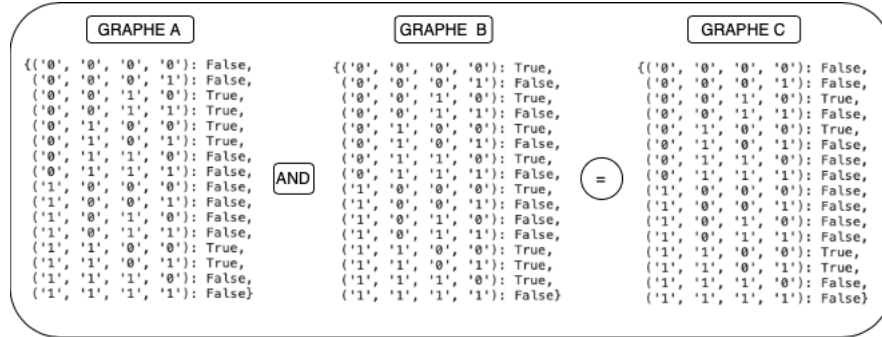 GRAPHE A
{('0', '0', '0', '0'): False,
('0', '0', '0', '1'): False,
('0', '0', '1', '0'): True,
('0', '0', '1', '1'): True,
('0', '1', '0', '0'): True,
('0', '1', '0', '1'): True,
('0', '1', '1', '0'): False,
('0', '1', '1', '1'): False,
('1', '0', '0', '0'): False,
('1', '0', '0', '1'): False,
('1', '0', '1', '0'): False,
('1', '0', '1', '1'): False,
('1', '1', '0', '0'): True,
('1', '1', '0', '1'): True,
('1', '1', '1', '0'): False,
('1', '1', '1', '1'): False}
AND
GRAPHE B
{('0', '0', '0', '0'): True,
('0', '0', '0', '1'): False,
('0', '0', '1', '0'): True,
('0', '0', '1', '1'): False,
('0', '1', '0', '0'): True,
('0', '1', '0', '1'): False,
('0', '1', '1', '0'): True,
('0', '1', '1', '1'): False,
('1', '0', '0', '0'): True,
('1', '0', '0', '1'): False,
('1', '0', '1', '0'): False,
('1', '0', '1', '1'): False,
('1', '1', '0', '0'): True,
('1', '1', '0', '1'): True,
('1', '1', '1', '0'): True,
('1', '1', '1', '1'): False}
=
GRAPHE C
{('0', '0', '0', '0'): False,
('0', '0', '0', '1'): False,
('0', '0', '1', '0'): True,
('0', '0', '1', '1'): False,
('0', '1', '0', '0'): True,
('0', '1', '0', '1'): False,
('0', '1', '1', '0'): False,
('0', '1', '1', '1'): False,
('1', '0', '0', '0'): False,
('1', '0', '0', '1'): False,
('1', '0', '1', '0'): False,
('1', '0', '1', '1'): False,
('1', '1', '0', '0'): True,
('1', '1', '0', '1'): True,
('1', '1', '1', '0'): False,
('1', '1', '1', '1'): False}